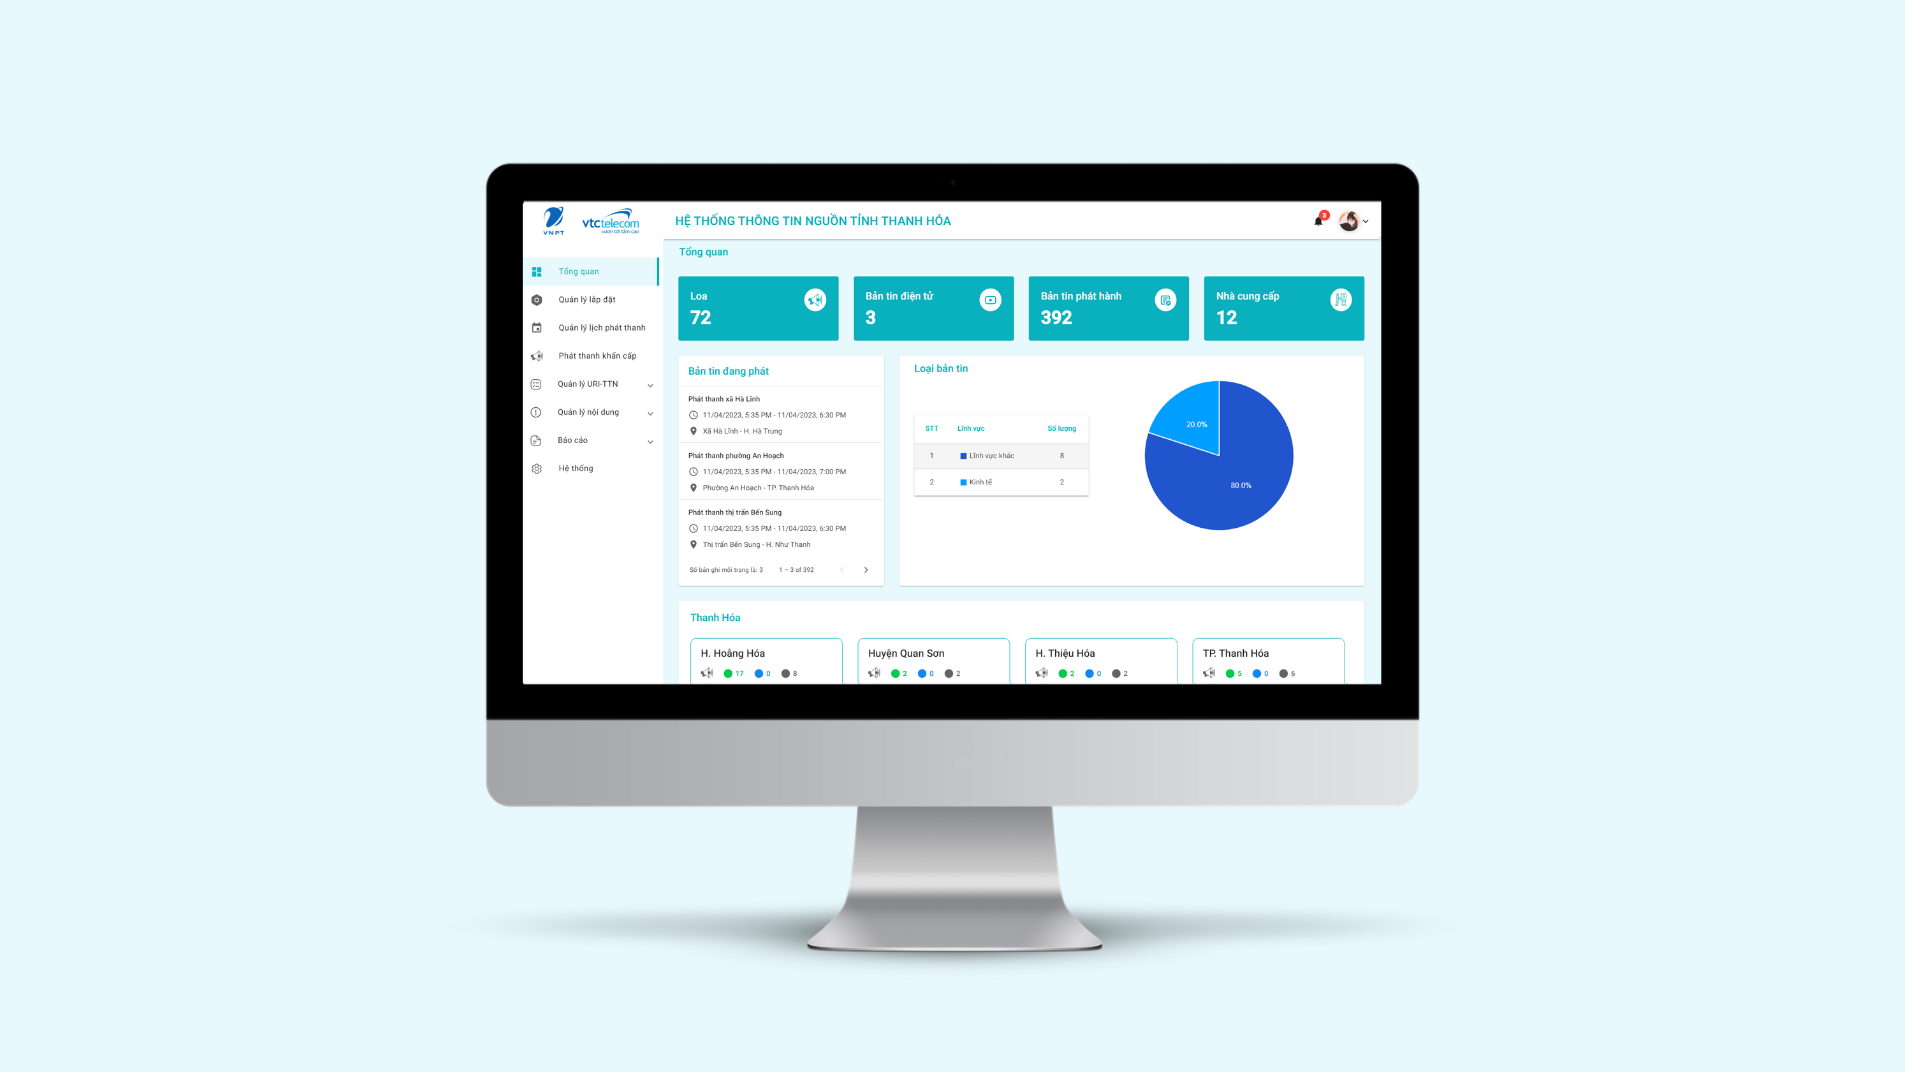 VNPT
vtctelecom
HỆ THỐNG THÔNG TIN NGUỒN TỈNH THANH HÓA
3
Tổng quan
Quản lý lắp đặt
Quản lý lịch phát thanh
Phát thanh khẩn cấp
Quản lý URI-TTN
Quản lý nội dung
Báo cáo
Hệ thống
Tổng quan
Loa
72
Bản tin điện tử
3
Bản tin phát hành
392
Nhà cung cấp
12
Bản tin đang phát
Phát thanh xã Hà Lĩnh
11/04/2023, 5:35 PM - 11/04/2023, 6:30 PM
Xã Hà Lĩnh - H. Hà Trung
Phát thanh phường An Hoạch
11/04/2023, 5:35 PM - 11/04/2023, 7:00 PM
Phường An Hoạch - TP. Thanh Hóa
Phát thanh thị trấn Bến Sung
11/04/2023, 5:35 PM - 11/04/2023, 6:30 PM
Thị trấn Bến Sung - H. Như Thanh
Số bản ghi mỗi trang là: 3 1 – 3 of 392
Loại bản tin
STT Lĩnh vực Số lượng
1 Lĩnh vực khác 8
2 Kinh tế 2
20.0%
80.0%
Thanh Hóa
H. Hoằng Hóa
17 0 8
Huyện Quan Sơn
2 0 2
H. Thiệu Hóa
2 0 2
TP. Thanh Hóa
5 0 6